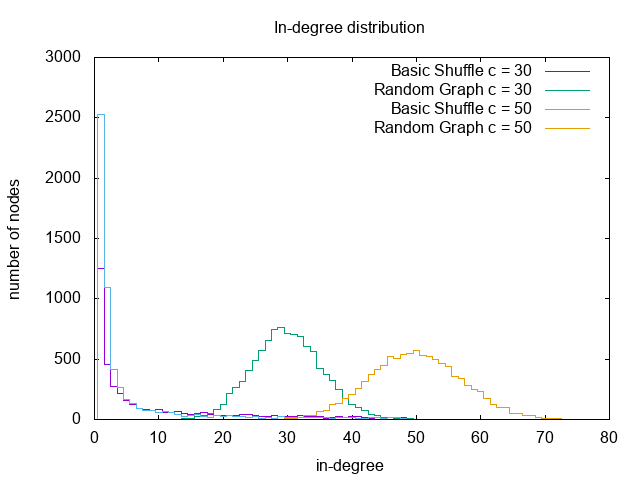 In-degree distribution
3000
2500
2000
1500
1000
500
0
number of nodes
Basic Shuffle c = 30
Random Graph c = 30
Basic Shuffle c = 50
Random Graph c = 50
0 10 20 30 40 50 60 70 80
in-degree